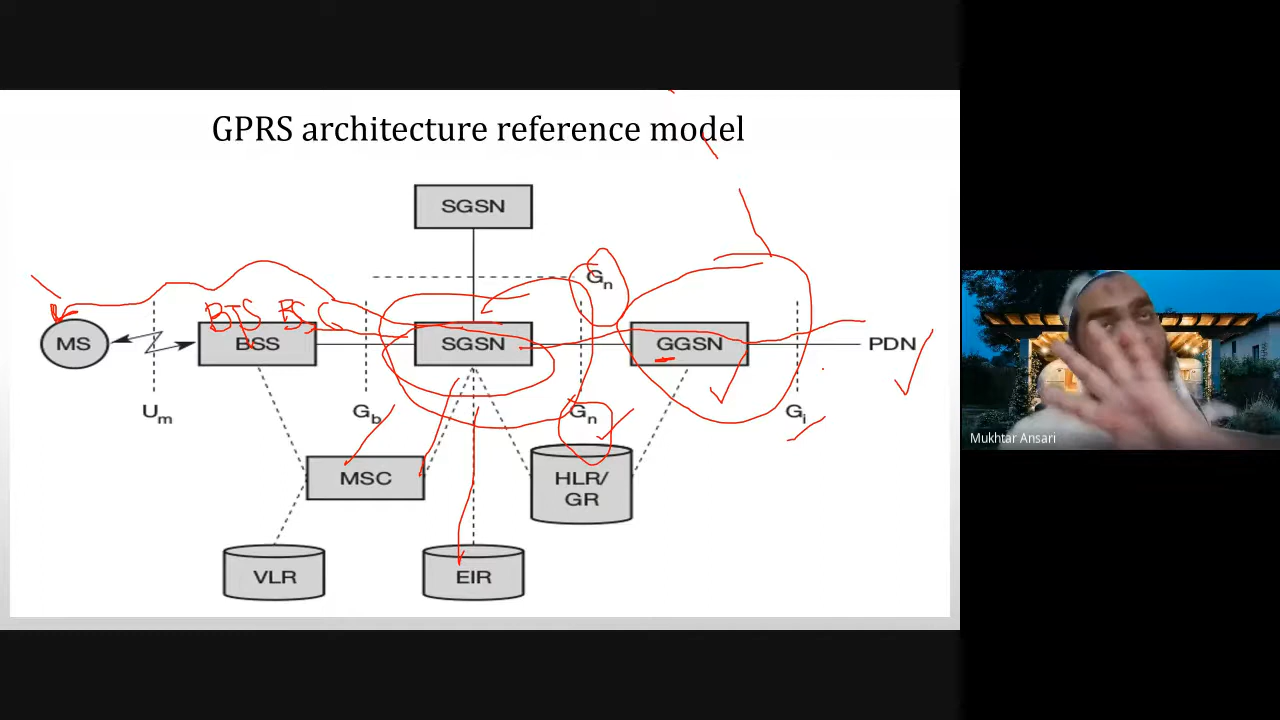 GPRS architecture reference model
SGSN
Gn
BTS BSC
MS
BSS
SGSN
GGSN
PDN
Um
Gb
Gn
Gi
MSC
HLR/
GR
VLR
EIR
Mukhtar Ansari